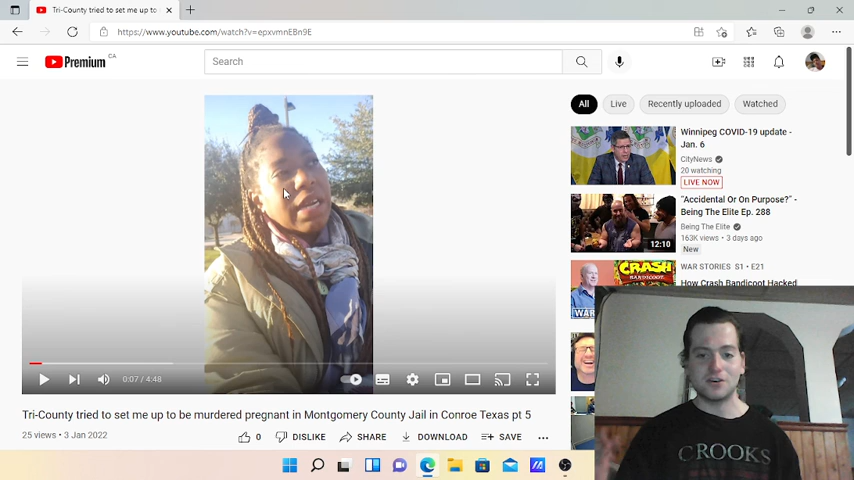 Tri-County tried to set me up to
https://www.youtube.com/watch?v=epxvmnEBn9E
Premium CA
Search
All
Live
Recently uploaded
Watched
Winnipeg COVID-19 update -
Jan. 6
CityNews
20 watching
LIVE NOW
"Accidental Or On Purpose?" -
Being The Elite Ep. 288
Being The Elite
163K views • 3 days ago
New
12:10
WAR STORIES S1 • E21
How Crash Bandicoot Hacked
CRASH
WAR
0:07 / 4:48
Tri-County tried to set me up to be murdered pregnant in Montgomery County Jail in Conroe Texas pt 5
25 views • 3 Jan 2022
0
DISLIKE
SHARE
DOWNLOAD
SAVE
CROOKS